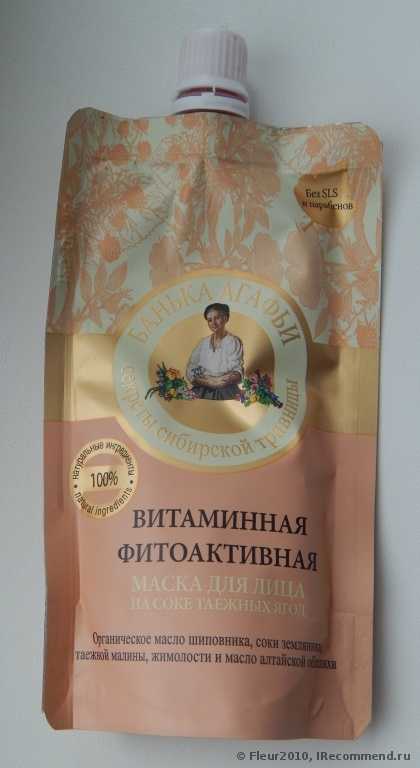 Без SLS
и парабенов
БАНЬКА АГАФЬИ
секреты сибирской травницы
натуральные ингредиенты
100%
natural ingredients
ВИТАМИННАЯ
ФИТОАКТИВНАЯ
МАСКА ДЛЯ ЛИЦА
НА СОКЕ ТАЕЖНЫХ ЯГОД
Органическое масло шиповника, соки земляники,
таежной малины, жимолости и масло алтайской облепихи
© Fleur2010, IRecommend.ru